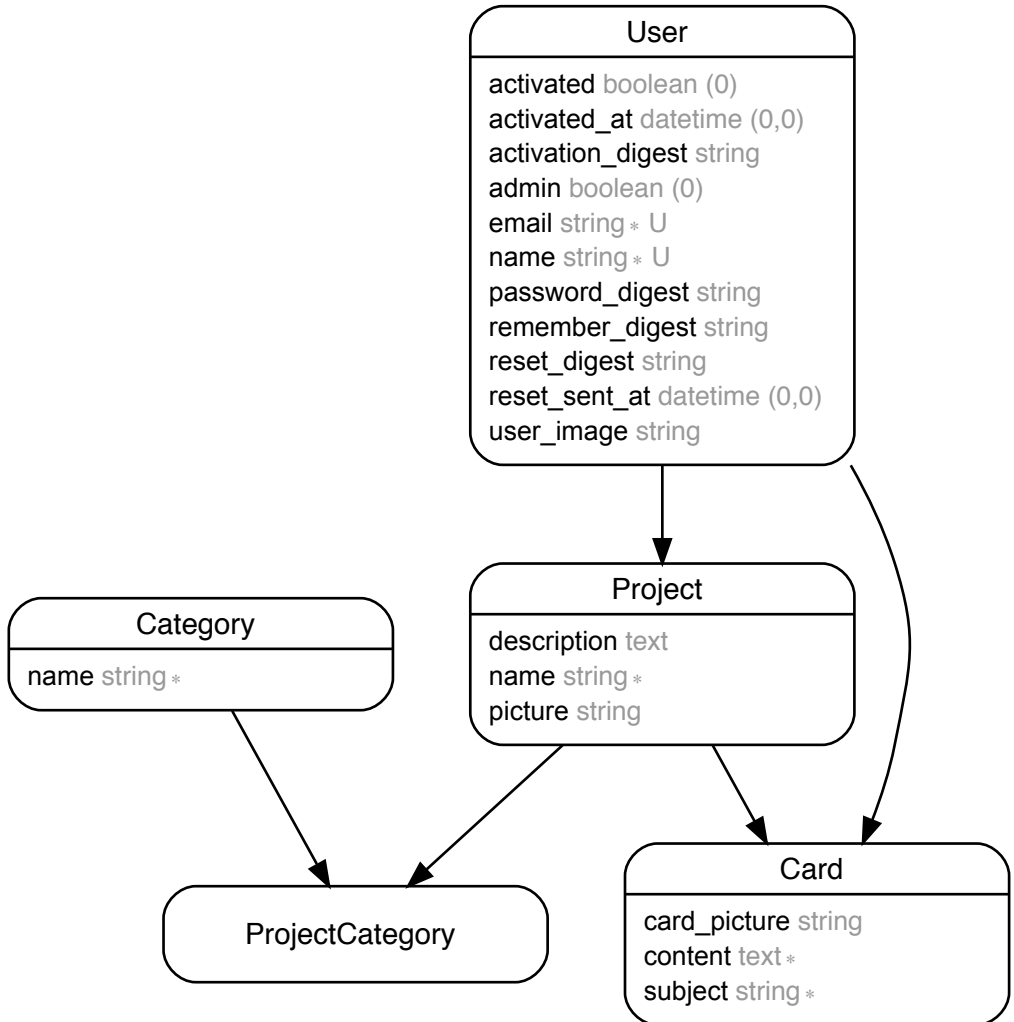 User
activated boolean (0)
activated_at datetime (0,0)
activation_digest string
admin boolean (0)
email string ∗ U
name string ∗ U
password_digest string
remember_digest string
reset_digest string
reset_sent_at datetime (0,0)
user_image string
Project
description text
name string ∗
picture string
Category
name string ∗
ProjectCategory
Card
card_picture string
content text ∗
subject string ∗